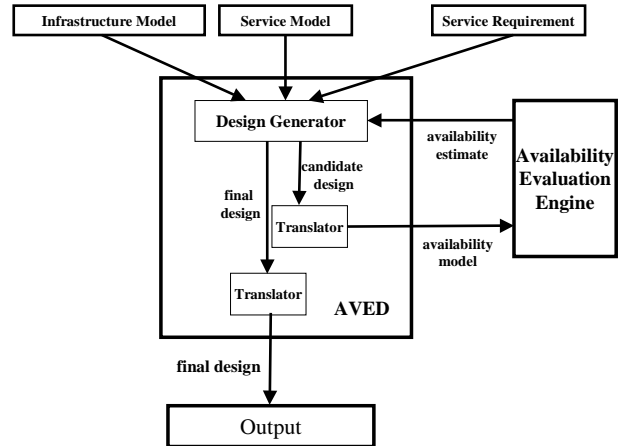 Infrastructure Model
Service Model
Service Requirement
Design Generator
availability
estimate
Availability
Evaluation
Engine
candidate
design
final
design
Translator
availability
model
Translator
AVED
final design
Output